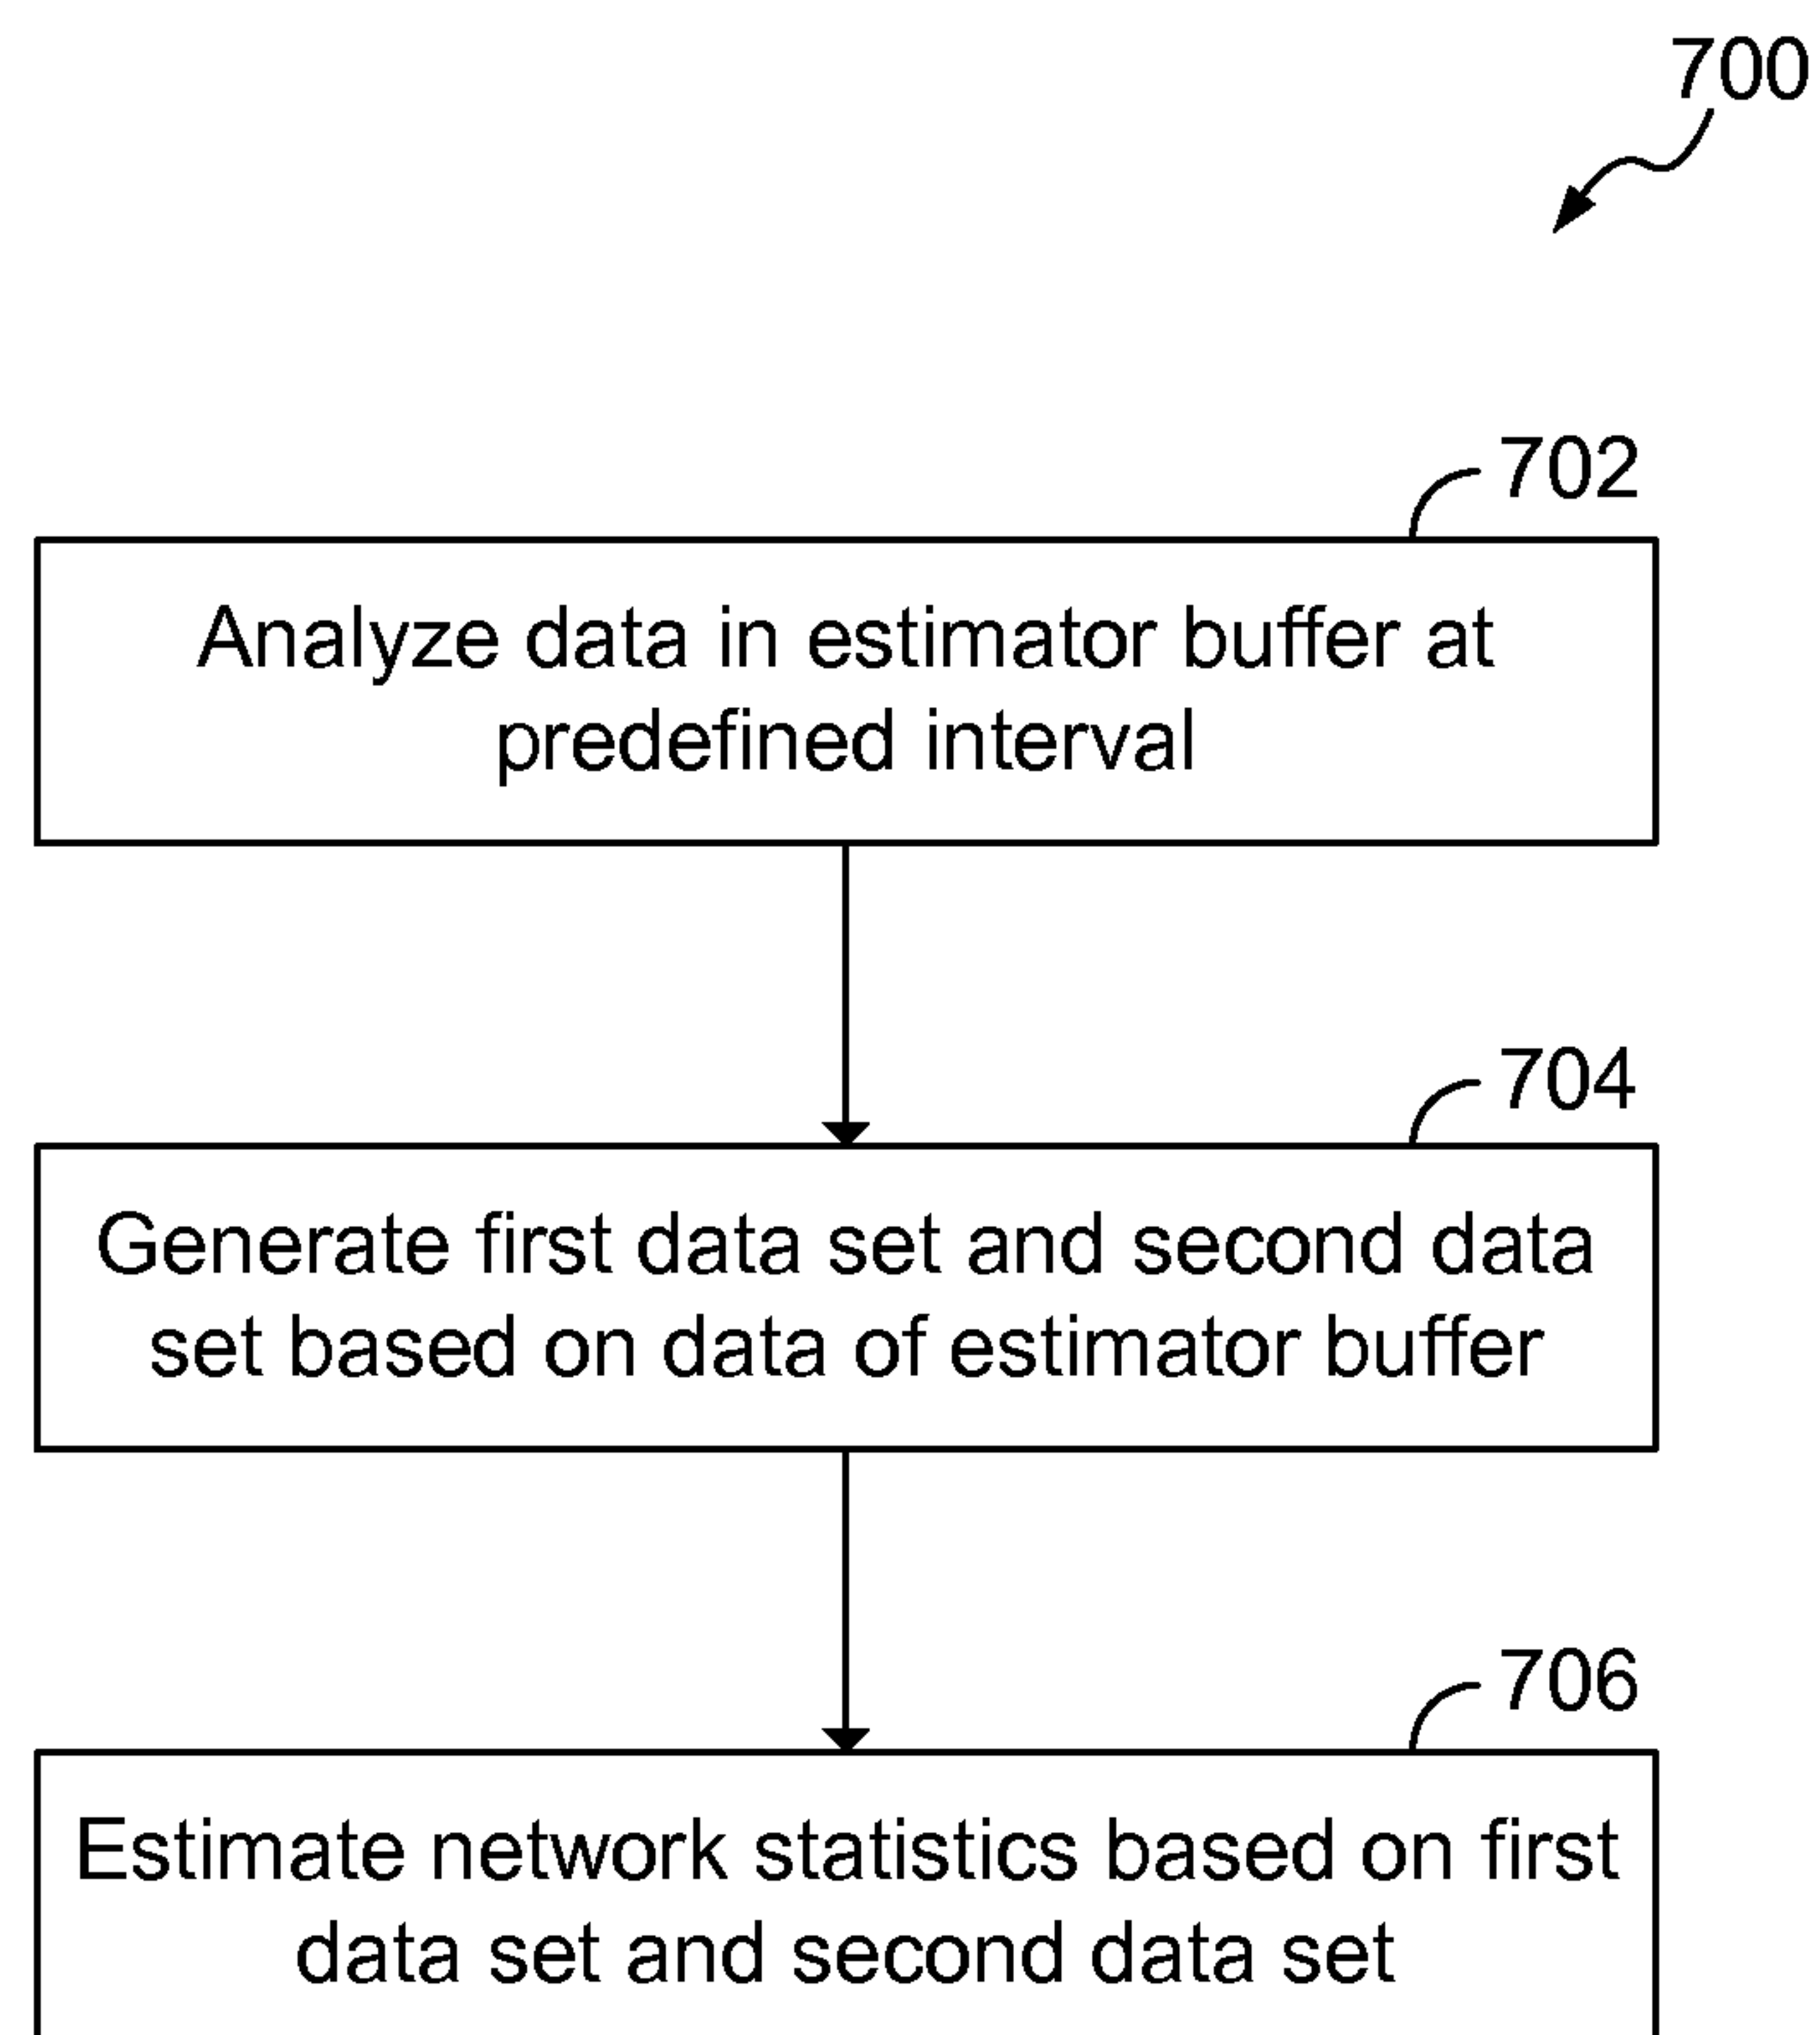 700
702
Analyze data in estimator buffer at
predefined interval
704
Generate first data set and second data
set based on data of estimator buffer
706
Estimate network statistics based on first
data set and second data set